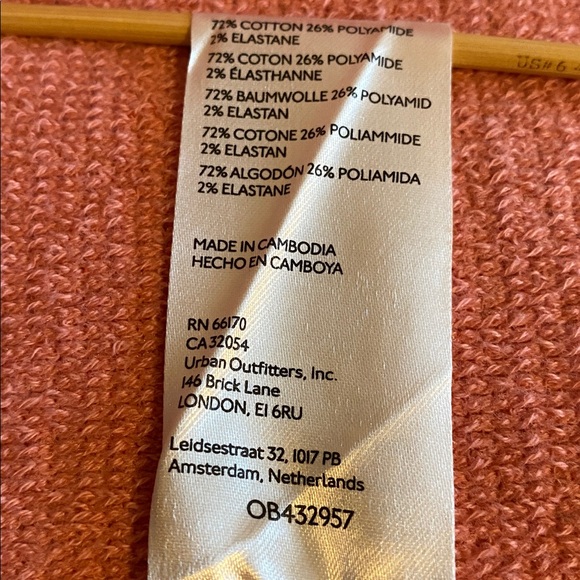 72% COTTON 26% POLYAMIDE
2% ELASTANE
US#6
72% COTON 26% POLYAMIDE
2% ÉLASTHANNE
72% BAUMWOLLE 26% POLYAMID
2% ELASTAN
72% COTONE 26% POLIAMMIDE
2% ELASTAN
72% ALGODÓN 26% POLIAMIDA
2% ELASTANE
MADE IN CAMBODIA
HECHO EN CAMBOYA
RN 66170
CA 32054
Urban Outfitters, Inc.
146 Brick Lane
LONDON, E1 6RU
Leidsestraat 32, 1017 PB
Amsterdam, Netherlands
OB432957